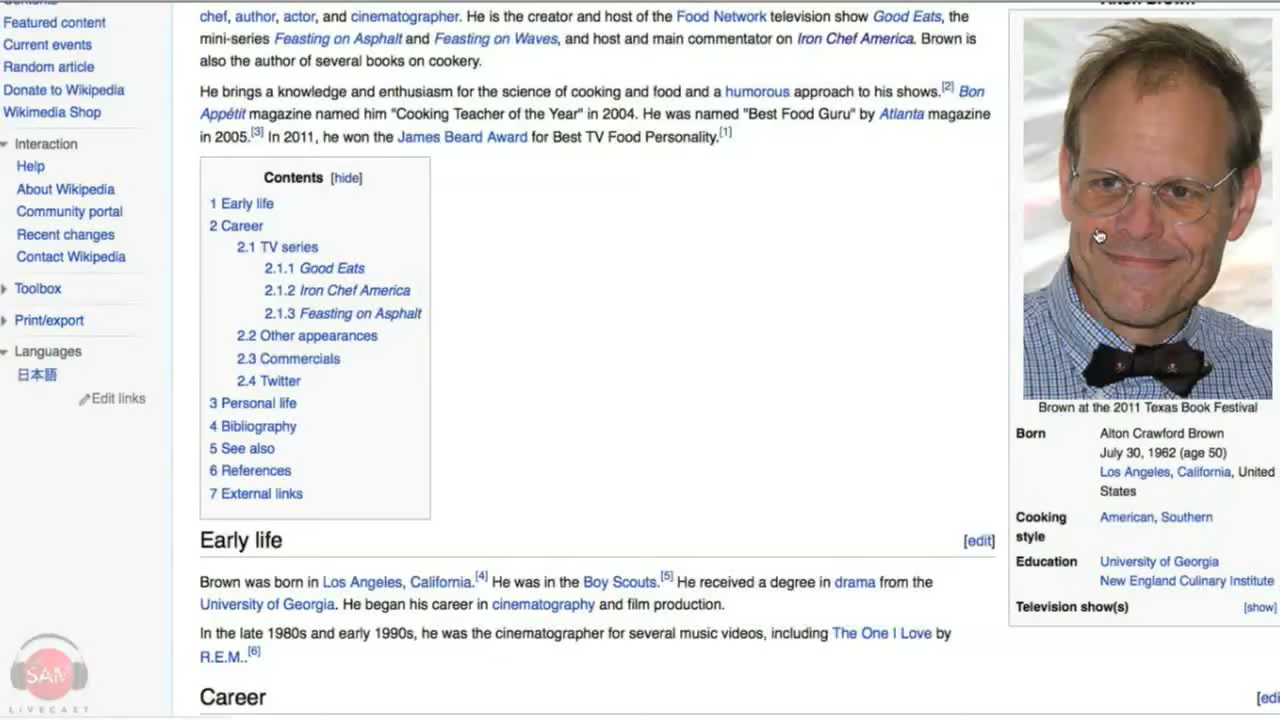 Featured content
Current events
Random article
Donate to Wikipedia
Wikimedia Shop
Interaction
Help
About Wikipedia
Community portal
Recent changes
Contact Wikipedia
Toolbox
Print/export
Languages
日本語
Edit links
chef, author, actor, and cinematographer. He is the creator and host of the Food Network television show Good Eats, the
mini-series Feasting on Asphalt and Feasting on Waves, and host and main commentator on Iron Chef America. Brown is
also the author of several books on cookery.
He brings a knowledge and enthusiasm for the science of cooking and food and a humorous approach to his shows.[2] Bon
Appétit magazine named him "Cooking Teacher of the Year" in 2004. He was named "Best Food Guru" by Atlanta magazine
in 2005.[3] In 2011, he won the James Beard Award for Best TV Food Personality.[1]
Contents [hide]
1 Early life
2 Career
2.1 TV series
2.1.1 Good Eats
2.1.2 Iron Chef America
2.1.3 Feasting on Asphalt
2.2 Other appearances
2.3 Commercials
2.4 Twitter
3 Personal life
4 Bibliography
5 See also
6 References
7 External links
Early life [edit]
Brown was born in Los Angeles, California.[4] He was in the Boy Scouts.[5] He received a degree in drama from the
University of Georgia. He began his career in cinematography and film production.
In the late 1980s and early 1990s, he was the cinematographer for several music videos, including The One I Love by
R.E.M..[6]
Career [edi
Alton Brown
Brown at the 2011 Texas Book Festival
Born Alton Crawford Brown
July 30, 1962 (age 50)
Los Angeles, California, United
States
Cooking American, Southern
style
Education University of Georgia
New England Culinary Institute
Television show(s) [show]
SAM
LIVECAST